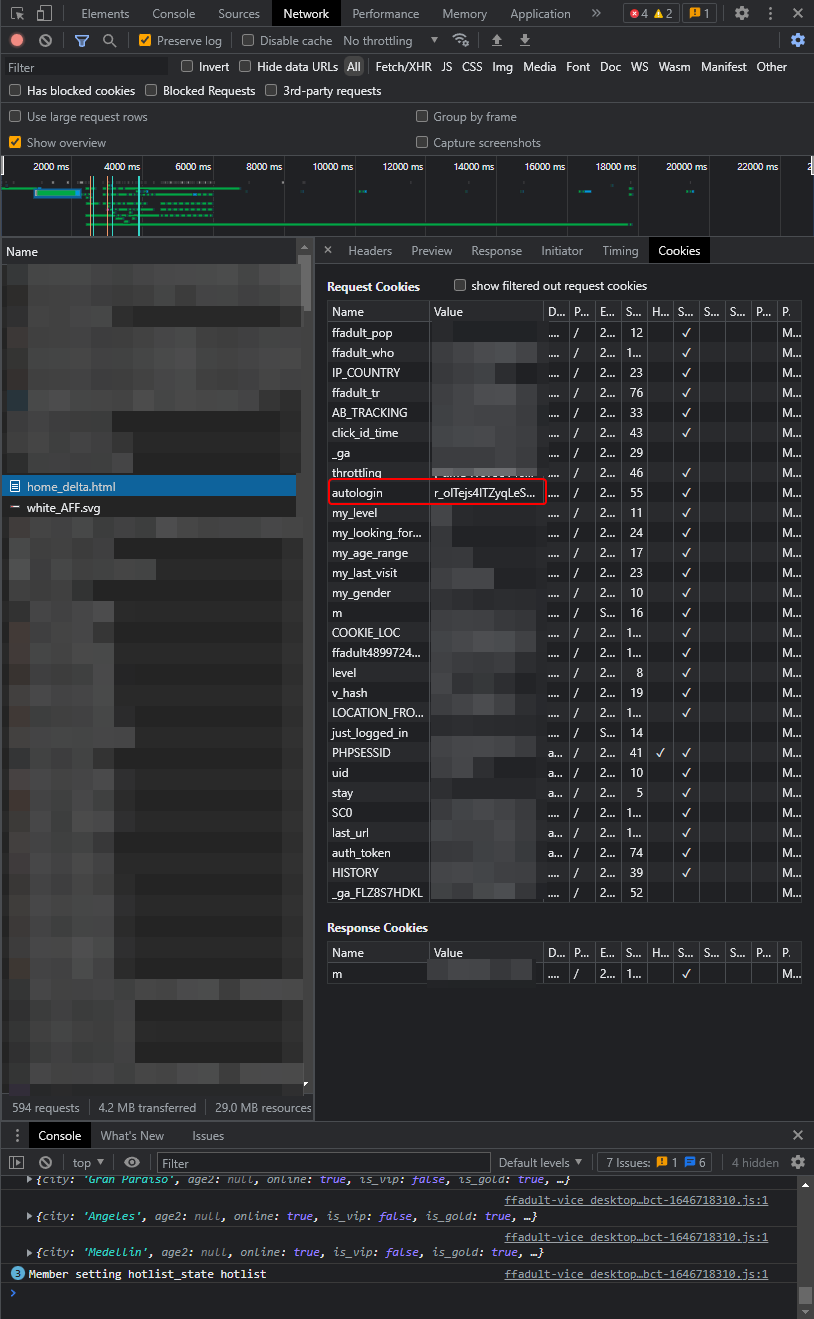 Elements Console Sources Network Performance Memory Application » 4 2 1
Preserve log Disable cache No throttling
Filter Invert Hide data URLs All Fetch/XHR JS CSS Img Media Font Doc WS Wasm Manifest Other
Has blocked cookies Blocked Requests 3rd-party requests
Use large request rows Group by frame
Show overview Capture screenshots
2000 ms 4000 ms 6000 ms 8000 ms 10000 ms 12000 ms 14000 ms 16000 ms 18000 ms 20000 ms 22000 ms 2
Name
home_delta.html
white_AFF.svg
594 requests 4.2 MB transferred 29.0 MB resources
× Headers Preview Response Initiator Timing Cookies
Request Cookies show filtered out request cookies
Name Value D... P... E... S... H... S... S... S... P... P.
ffadult_pop .... / 2... 12 ✓ M...
ffadult_who .... / 2... 1... ✓ M...
IP_COUNTRY .... / 2... 23 ✓ M...
ffadult_tr .... / 2... 76 ✓ M...
AB_TRACKING .... / 2... 33 ✓ M...
click_id_time .... / 2... 43 ✓ M...
_ga .... / 2... 29 M...
throttling .... / 2... 46 ✓ M...
autologin r_oITejs4ITZyqLeS... .... / 2... 55 ✓ M...
my_level .... / 2... 11 ✓ M...
my_looking_for... .... / 2... 24 ✓ M...
my_age_range .... / 2... 17 ✓ M...
my_last_visit .... / 2... 23 ✓ M...
my_gender .... / 2... 10 ✓ M...
m .... / S... 16 ✓ M...
COOKIE_LOC .... / 2... 1... ✓ M...
ffadult4899724... .... / 2... 1... ✓ M...
level .... / 2... 8 ✓ M...
v_hash .... / 2... 19 ✓ M...
LOCATION_FRO... .... / 2... 1... ✓ M...
just_logged_in .... / S... 14 M...
PHPSESSID a... / 2... 41 ✓ ✓ M...
uid a... / 2... 10 ✓ M...
stay a... / 2... 5 ✓ M...
SC0 a... / 2... 1... ✓ M...
last_url a... / 2... 1... ✓ M...
auth_token a... / 2... 74 ✓ M...
HISTORY .... / 2... 39 ✓ M...
_ga_FLZ8S7HDKL .... / 2... 52 M...
Response Cookies
Name Value D... P... E... S... H... S... S... S... P... P.
m .... / 2... 1... ✓ M...
Console What's New Issues
top Filter Default levels 7 Issues: 1 6 4 hidden
{city: 'Gran Paraiso', age2: null, online: true, is_vip: false, is_gold: true, …}
ffadult-vice desktop…bct-1646718310.js:1
{city: 'Angeles', age2: null, online: true, is_vip: false, is_gold: true, …}
ffadult-vice desktop…bct-1646718310.js:1
{city: 'Medellin', age2: null, online: true, is_vip: false, is_gold: true, …}
3 Member setting hotlist_state hotlist ffadult-vice desktop…bct-1646718310.js:1